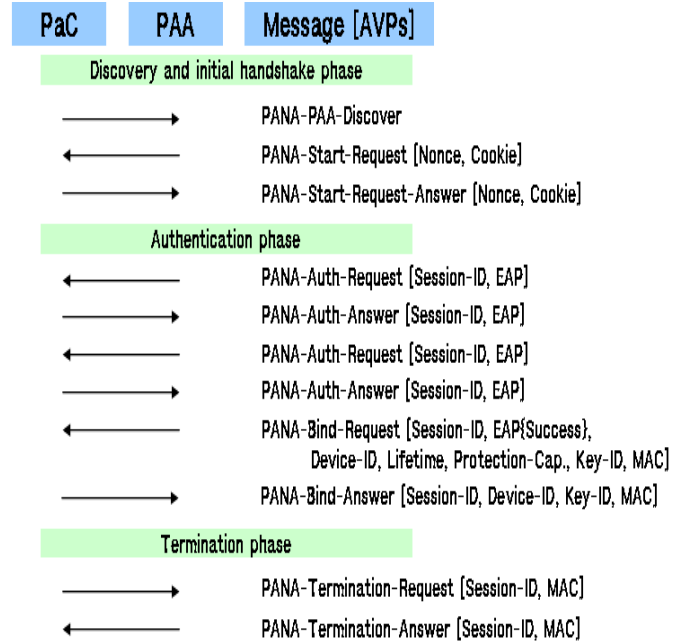 PaC PAA Message [AVPs]
Discovery and initial handshake phase
PANA-PAA-Discover
PANA-Start-Request [Nonce, Cookie]
PANA-Start-Request-Answer [Nonce, Cookie]
Authentication phase
PANA-Auth-Request [Session-ID, EAP]
PANA-Auth-Answer [Session-ID, EAP]
PANA-Auth-Request [Session-ID, EAP]
PANA-Auth-Answer [Session-ID, EAP]
PANA-Bind-Request [Session-ID, EAP{Success},
Device-ID, Lifetime, Protection-Cap., Key-ID, MAC]
PANA-Bind-Answer [Session-ID, Device-ID, Key-ID, MAC]
Termination phase
PANA-Termination-Request [Session-ID, MAC]
PANA-Termination-Answer [Session-ID, MAC]